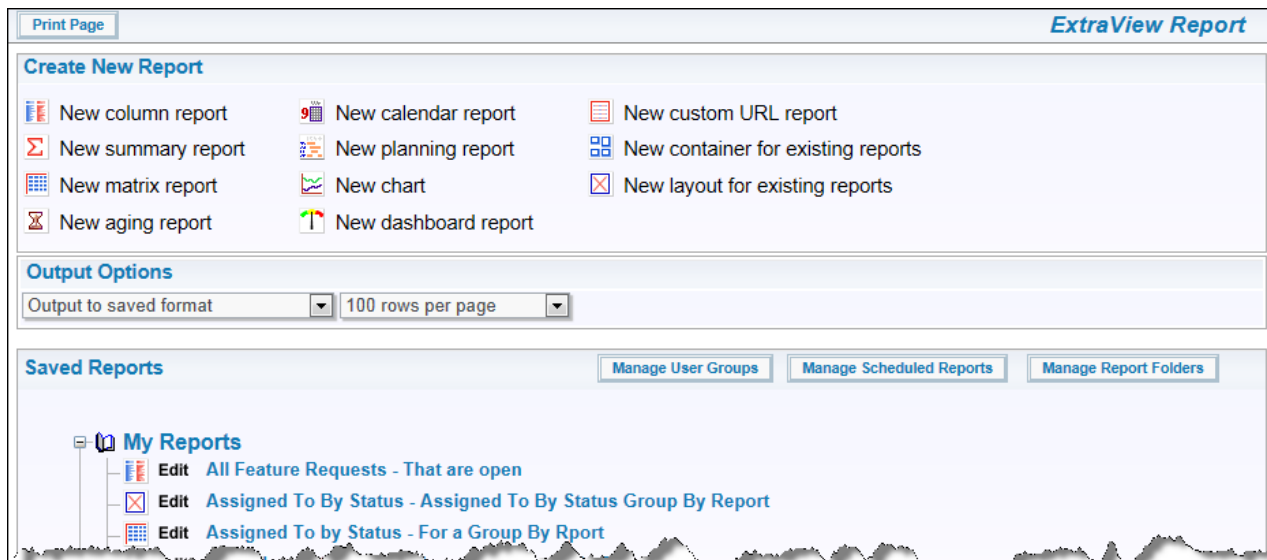 Print Page
ExtraView Report
Create New Report
New column report
New calendar report
New custom URL report
New summary report
New planning report
New container for existing reports
New matrix report
New chart
New layout for existing reports
New aging report
New dashboard report
Output Options
Output to saved format
100 rows per page
Saved Reports
Manage User Groups
Manage Scheduled Reports
Manage Report Folders
My Reports
Edit All Feature Requests - That are open
Edit Assigned To By Status - Assigned To By Status Group By Report
Edit Assigned To by Status - For a Group By Rport